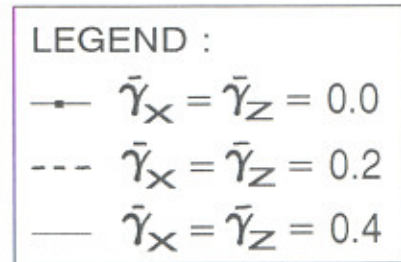 LEGEND :
γ̄X = γ̄Z = 0.0
γ̄X = γ̄Z = 0.2
γ̄X = γ̄Z = 0.4